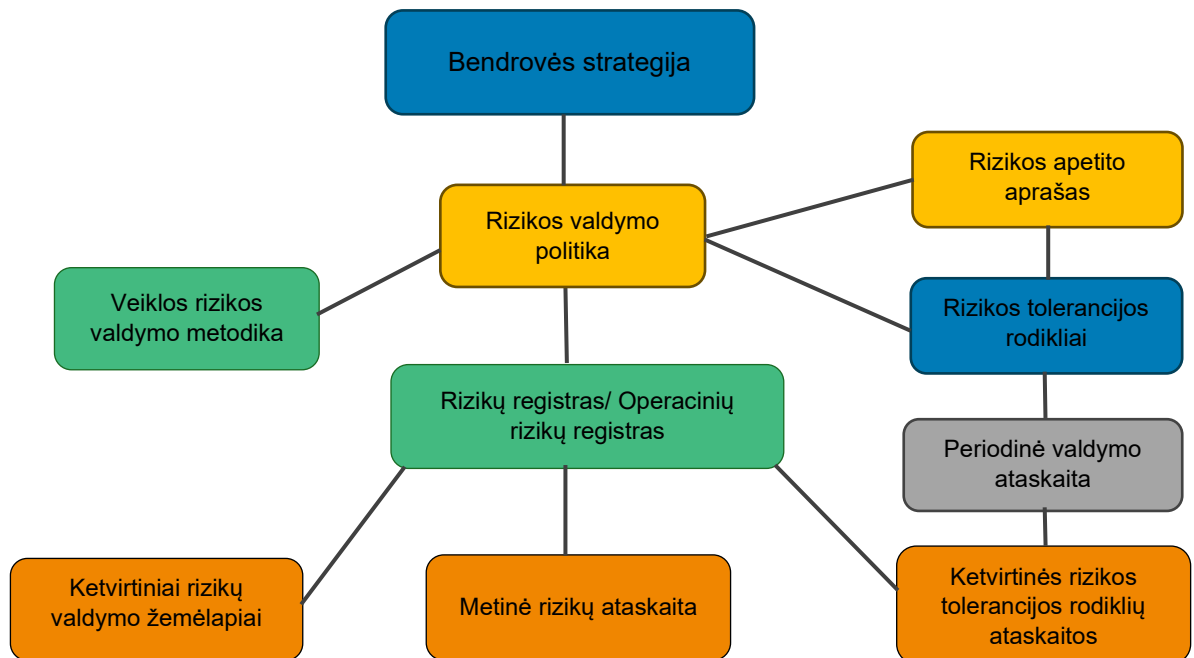 Bendrovės strategija
Rizikos apetito
aprašas
Rizikos valdymo
politika
Veiklos rizikos
valdymo metodika
Rizikos tolerancijos
rodikliai
Rizikų registras/ Operacinių
rizikų registras
Periodinė valdymo
ataskaita
Ketvirtiniai rizikų
valdymo žemėlapiai
Metinė rizikų ataskaita
Ketvirtinės rizikos
tolerancijos rodiklių
ataskaitos